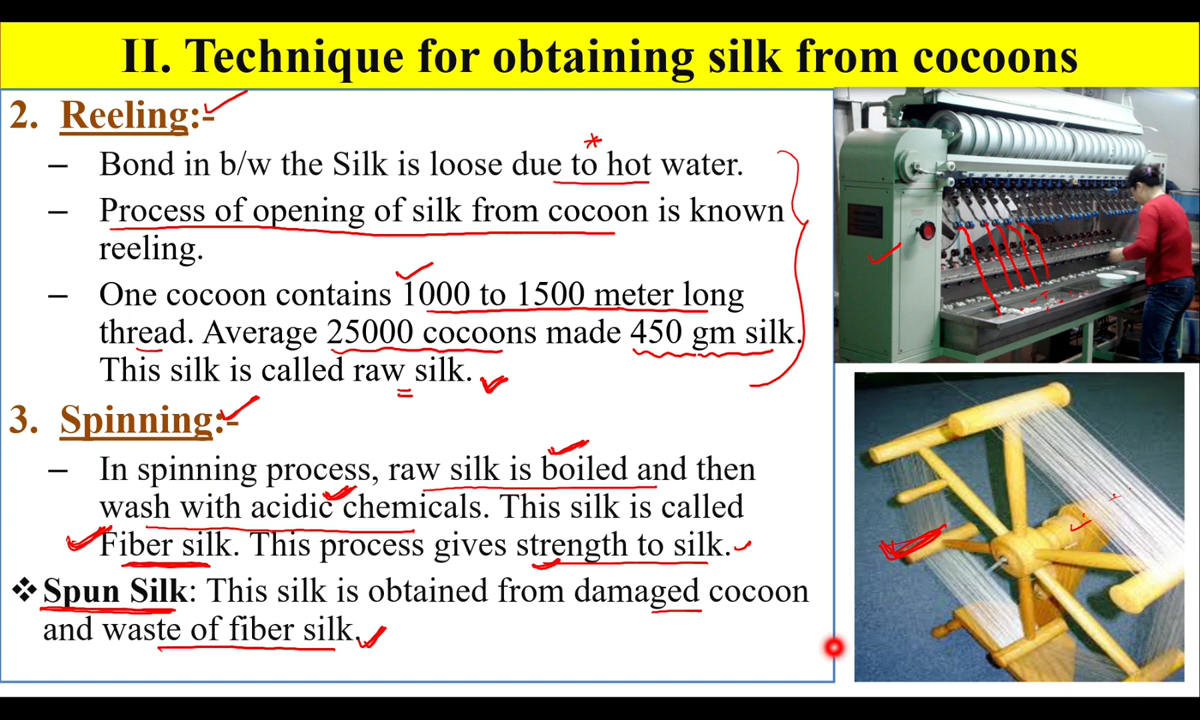 II. Technique for obtaining silk from cocoons
2. Reeling:-
– Bond in b/w the Silk is loose due to hot water.
– Process of opening of silk from cocoon is known
reeling.
– One cocoon contains 1000 to 1500 meter long
thread. Average 25000 cocoons made 450 gm silk.
This silk is called raw silk.
3. Spinning:-
– In spinning process, raw silk is boiled and then
wash with acidic chemicals. This silk is called
Fiber silk. This process gives strength to silk.
❖ Spun Silk: This silk is obtained from damaged cocoon
and waste of fiber silk.